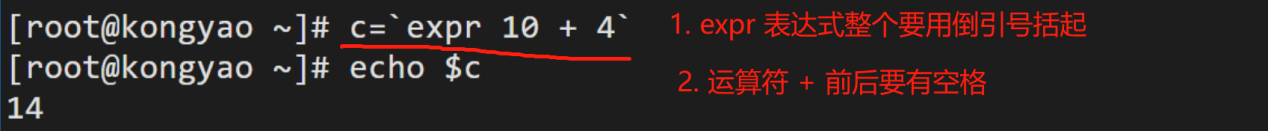 [root@kongyao ~]# c=`expr 10 + 4`
1. expr 表达式整个要用倒引号括起
[root@kongyao ~]# echo $c
2. 运算符 + 前后要有空格
14